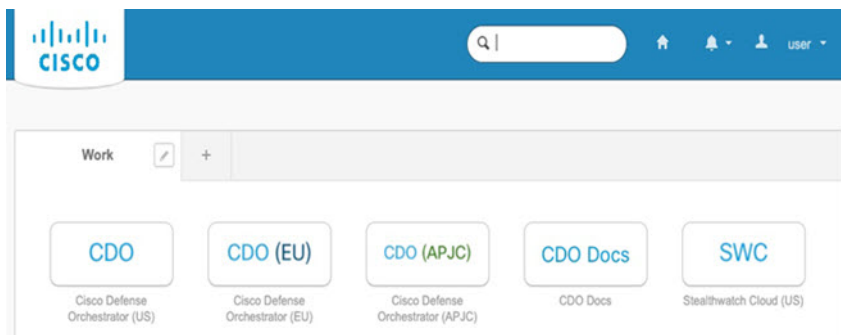 CISCO
user
Work
+
CDO
CDO (EU)
CDO (APJC)
CDO Docs
SWC
Cisco Defense Orchestrator (US)
Cisco Defense Orchestrator (EU)
Cisco Defense Orchestrator (APJC)
CDO Docs
Stealthwatch Cloud (US)